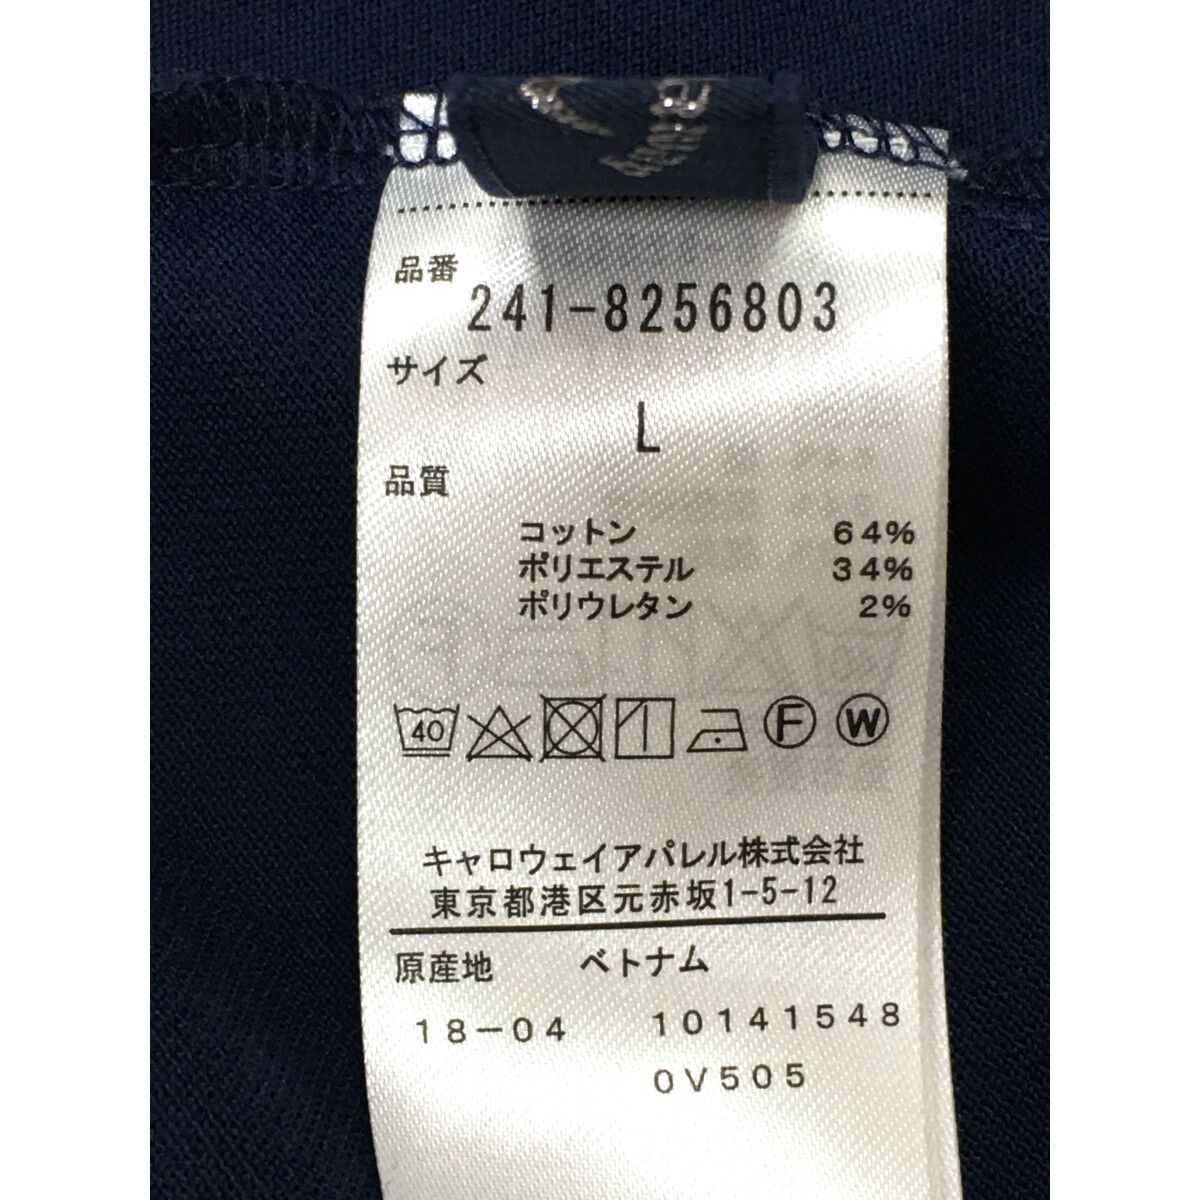 品番
241-8256803
サイズ
L
品質
コットン 64%
ポリエステル 34%
ポリウレタン 2%
40 F W
キャロウェイアパレル株式会社
東京都港区元赤坂1-5-12
原産地 ベトナム
18-04 10141548
0V505